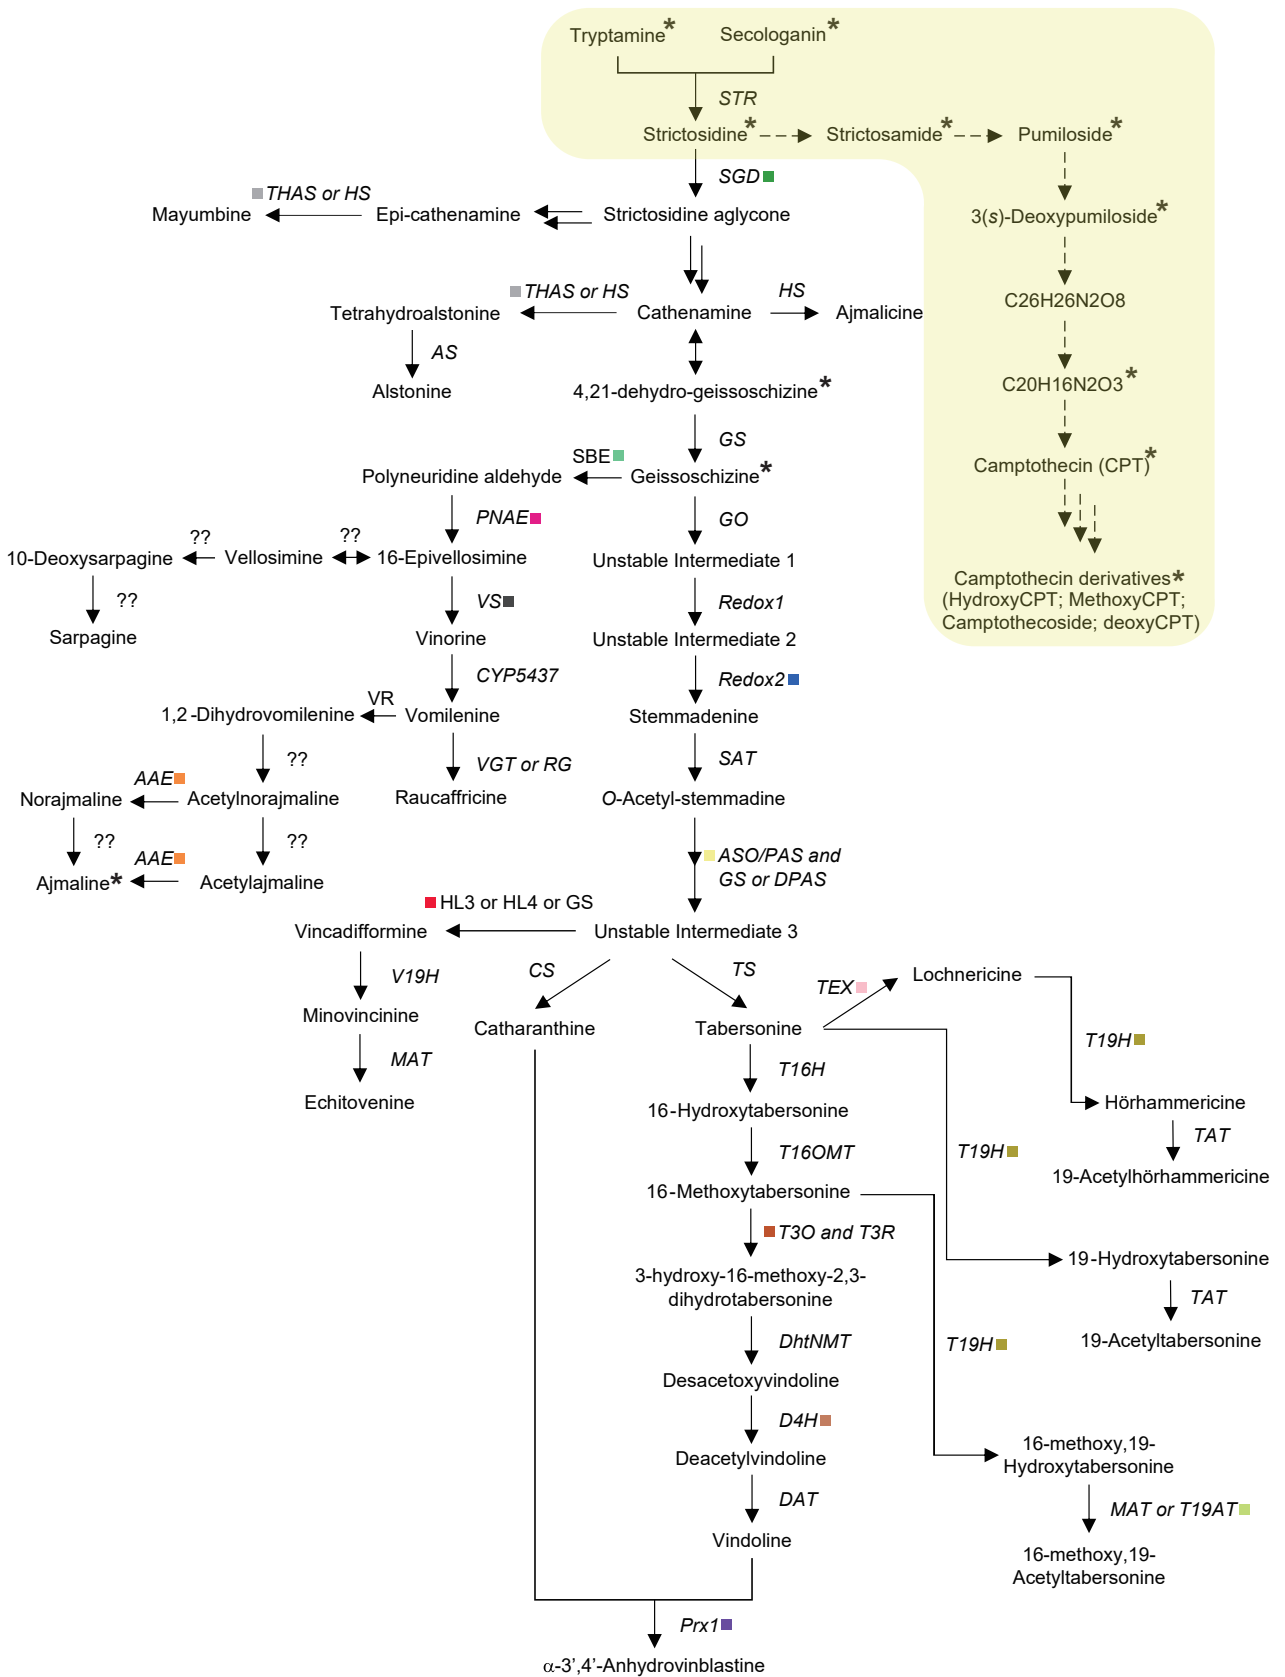 Tryptamine*
Secologanin*
STR
Strictosidine*
Strictosamide*
Pumiloside*
SGD
THAS or HS
Mayumbine
Epi-cathenamine
Strictosidine aglycone
3(s)-Deoxypumiloside*
THAS or HS
HS
Tetrahydroalstonine
Cathenamine
Ajmalicine
C26H26N2O8
AS
Alstonine
4,21-dehydro-geissoschizine*
C20H16N2O3*
GS
SBE
Polyneuridine aldehyde
Geissoschizine*
Camptothecin (CPT)*
PNAE
GO
??
??
10-Deoxysarpagine
Vellosimine
16-Epivellosimine
Unstable Intermediate 1
Camptothecin derivatives*
(HydroxyCPT; MethoxyCPT;
Camptothecoside; deoxyCPT)
??
VS
Redox1
Sarpagine
Vinorine
Unstable Intermediate 2
CYP5437
Redox2
VR
1,2-Dihydrovomilenine
Vomilenine
Stemmadenine
??
VGT or RG
SAT
AAE
Norajmaline
Acetylnorajmaline
Raucaffricine
O-Acetyl-stemmadine
??
??
AAE
ASO/PAS and
GS or DPAS
Ajmaline*
Acetylajmaline
HL3 or HL4 or GS
Vincadifformine
Unstable Intermediate 3
V19H
CS
TS
TEX
Lochnericine
Minovincinine
Catharanthine
Tabersonine
T19H
MAT
T16H
Echitovenine
16-Hydroxytabersonine
Hörhammericine
TAT
T16OMT
T19H
19-Acetylhörhammericine
16-Methoxytabersonine
T3O and T3R
19-Hydroxytabersonine
3-hydroxy-16-methoxy-2,3-
dihydrotabersonine
TAT
DhtNMT
T19H
19-Acetyltabersonine
Desacetoxyvindoline
D4H
Deacetylvindoline
16-methoxy,19-
Hydroxytabersonine
DAT
MAT or T19AT
Vindoline
16-methoxy,19-
Acetyltabersonine
Prx1
α-3’,4’-Anhydrovinblastine